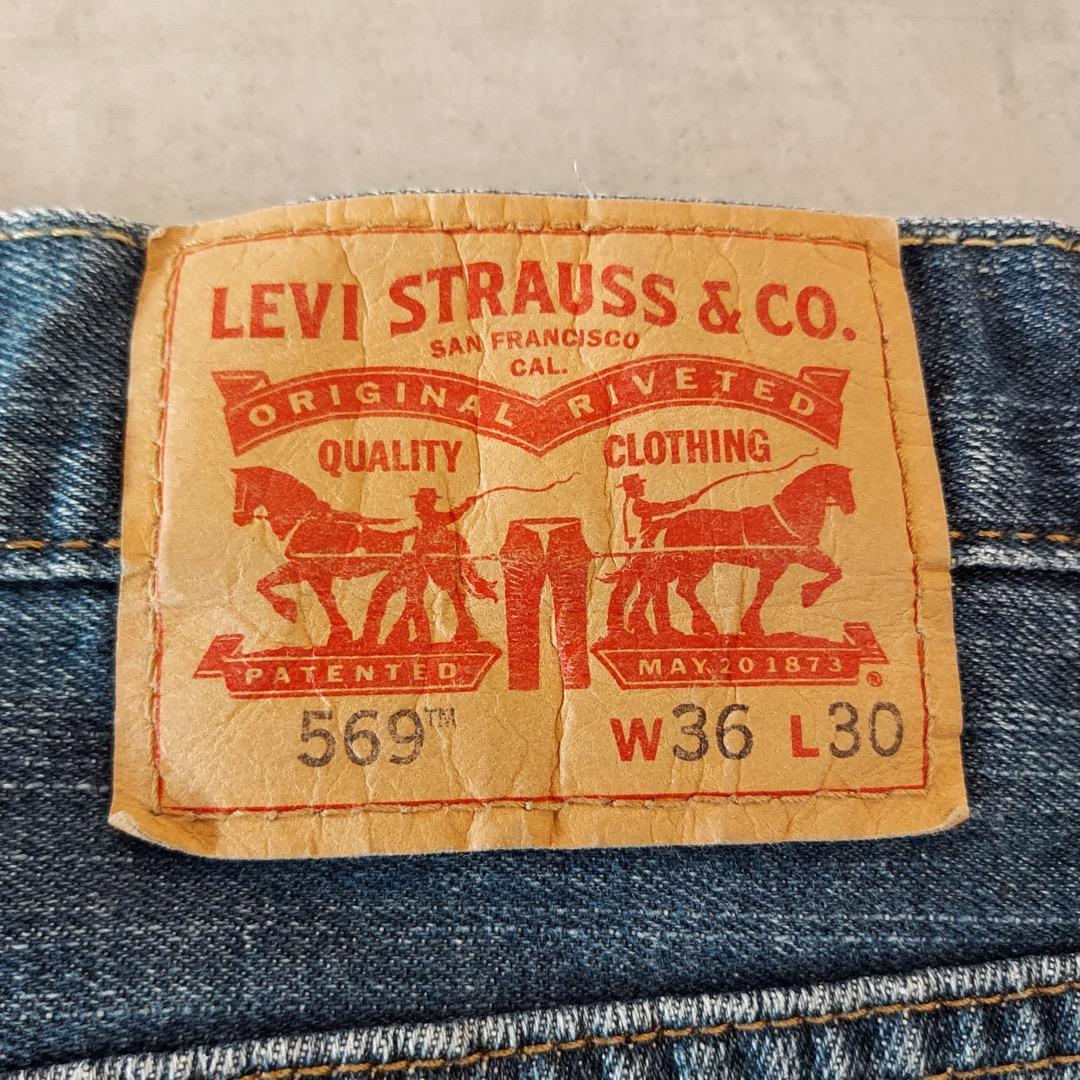 LEVI STRAUSS & CO.
SAN FRANCISCO
CAL.
ORIGINAL RIVETED
QUALITY CLOTHING
PATENTED MAY.20 1873 ®
569™ W36 L30